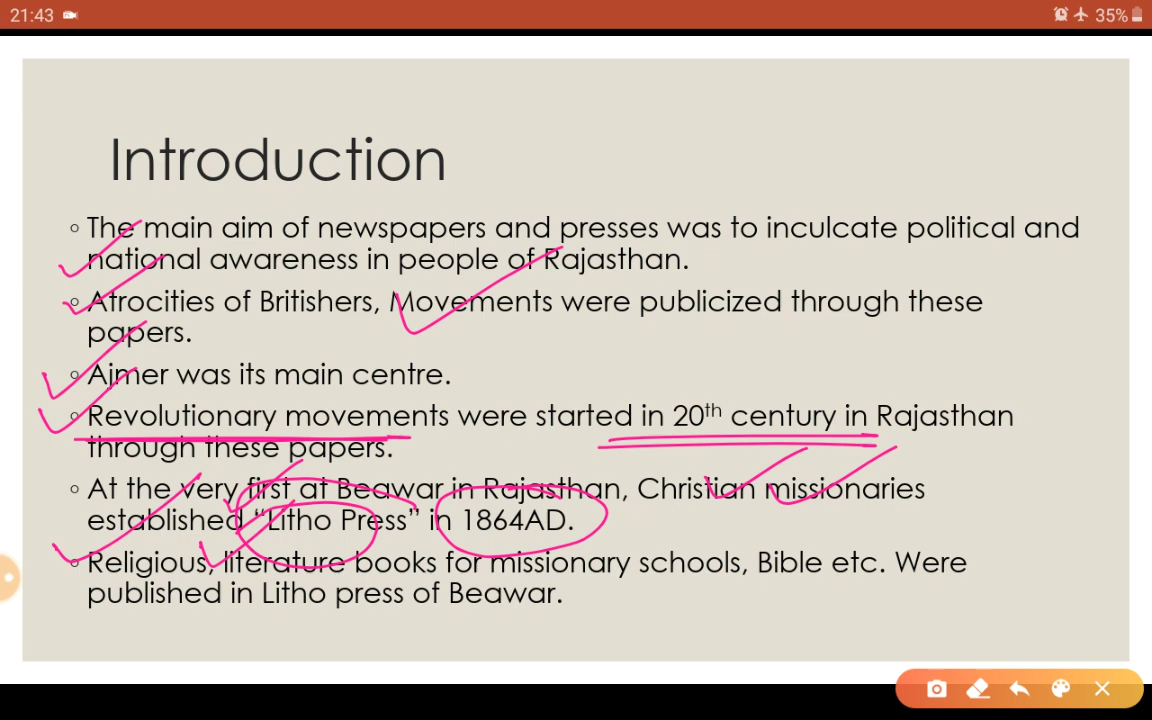 21:43
35%
Introduction
◦ The main aim of newspapers and presses was to inculcate political and
national awareness in people of Rajasthan.
◦ Atrocities of Britishers, Movements were publicized through these
papers.
◦ Ajmer was its main centre.
◦ Revolutionary movements were started in 20th century in Rajasthan
through these papers.
◦ At the very first at Beawar in Rajasthan, Christian missionaries
established “Litho Press” in 1864AD.
◦ Religious, literature books for missionary schools, Bible etc. Were
published in Litho press of Beawar.